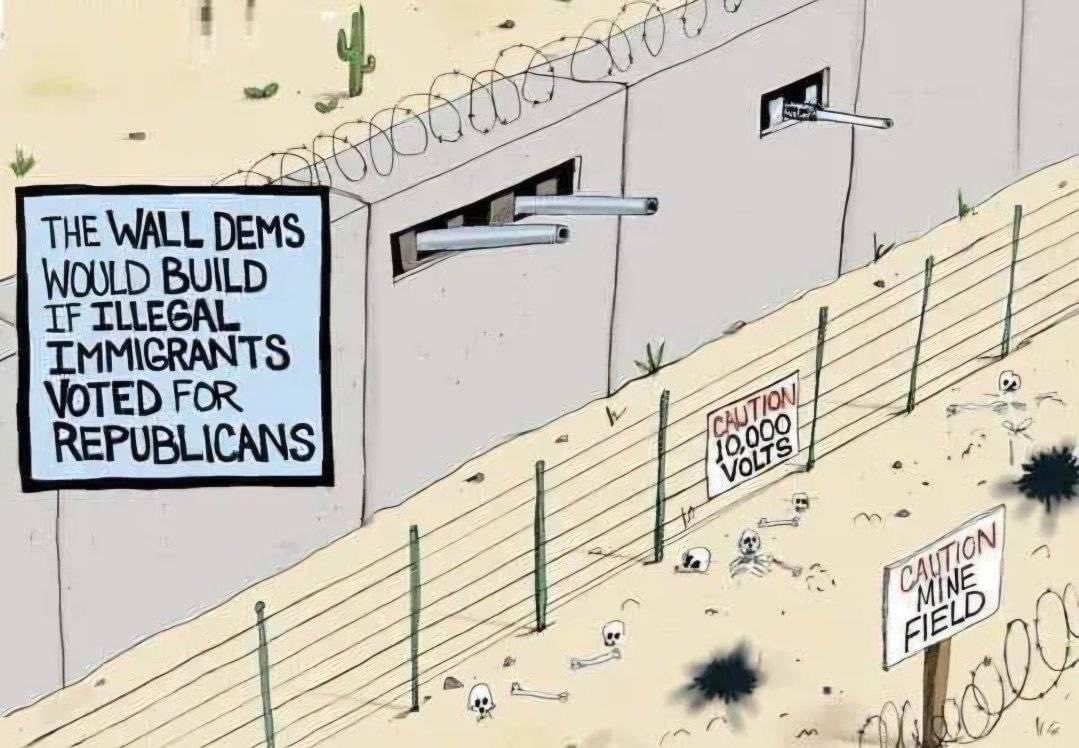 THE WALL DEMS
WOULD BUILD
IF ILLEGAL
IMMIGRANTS
VOTED FOR
REPUBLICANS
CAUTION
10,000
VOLTS
CAUTION
MINE
FIELD